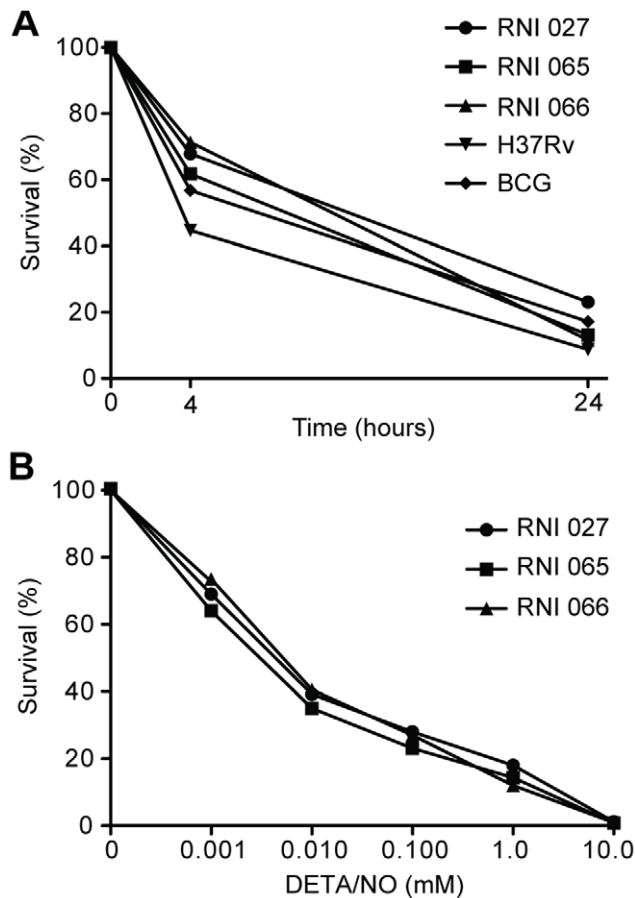 A
RNI 027
RNI 065
RNI 066
H37Rv
BCG
Survival (%)
100
80
60
40
20
0
0 4 24
Time (hours)
B
RNI 027
RNI 065
RNI 066
Survival (%)
100
80
60
40
20
0
0 0.001 0.010 0.100 1.0 10.0
DETA/NO (mM)